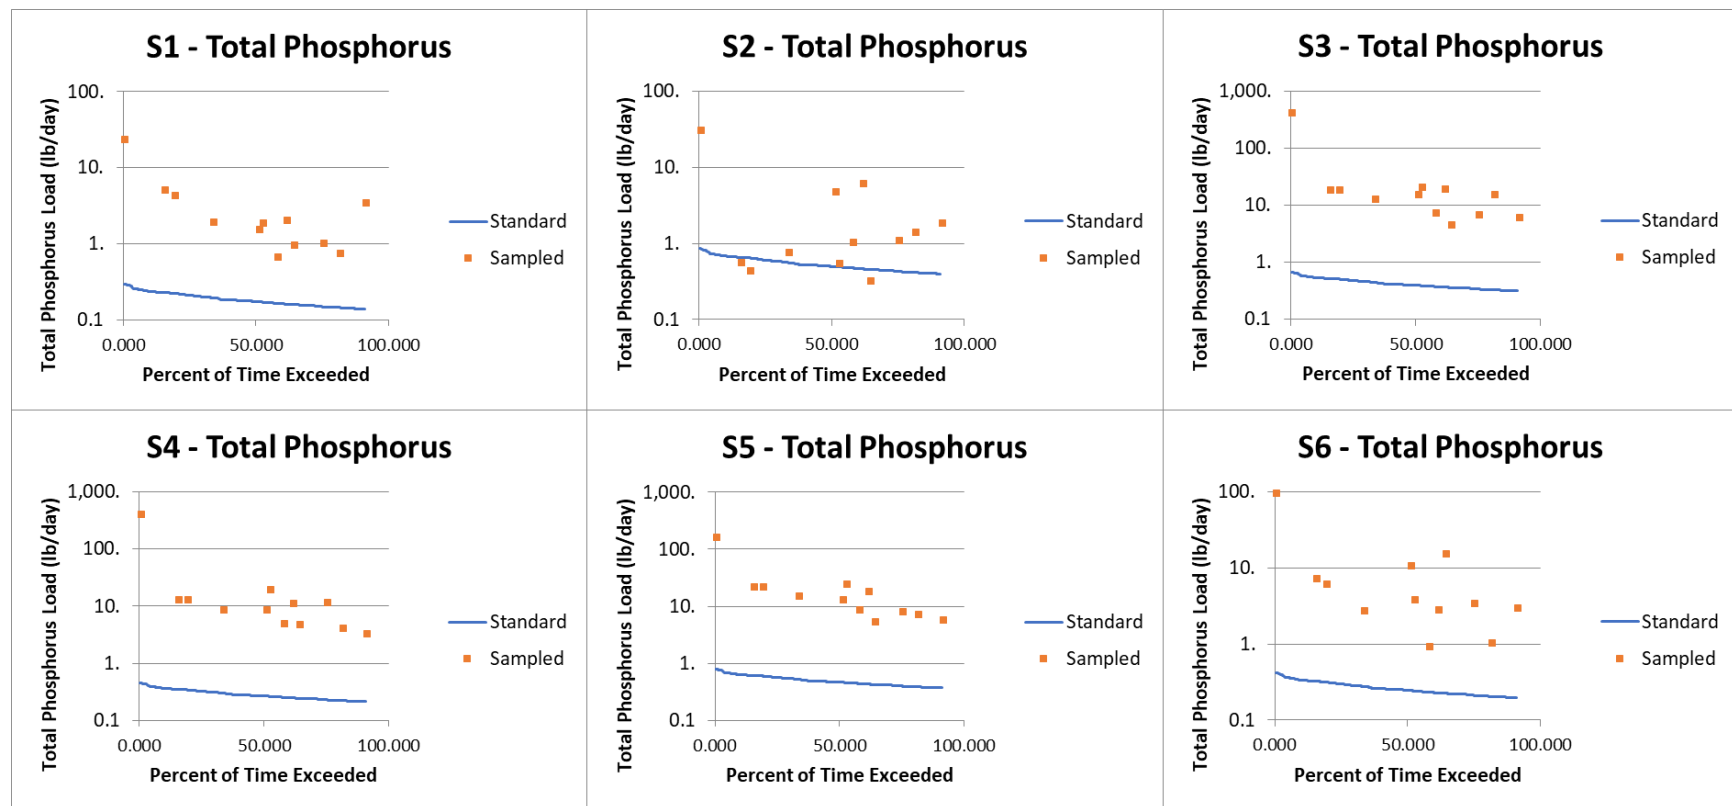 S1 - Total Phosphorus
Total Phosphorus Load (lb/day)
100.
10.
1.
0.1
0.000
50.000
100.000
Percent of Time Exceeded
Standard
Sampled
S2 - Total Phosphorus
Total Phosphorus Load (lb/day)
100.
10.
1.
0.1
0.000
50.000
100.000
Percent of Time Exceeded
Standard
Sampled
S3 - Total Phosphorus
Total Phosphorus Load (lb/day)
1,000.
100.
10.
1.
0.1
0.000
50.000
100.000
Percent of Time Exceeded
Standard
Sampled
S4 - Total Phosphorus
Total Phosphorus Load (lb/day)
1,000.
100.
10.
1.
0.1
0.000
50.000
100.000
Percent of Time Exceeded
Standard
Sampled
S5 - Total Phosphorus
Total Phosphorus Load (lb/day)
1,000.
100.
10.
1.
0.1
0.000
50.000
100.000
Percent of Time Exceeded
Standard
Sampled
S6 - Total Phosphorus
Total Phosphorus Load (lb/day)
100.
10.
1.
0.1
0.000
50.000
100.000
Percent of Time Exceeded
Standard
Sampled